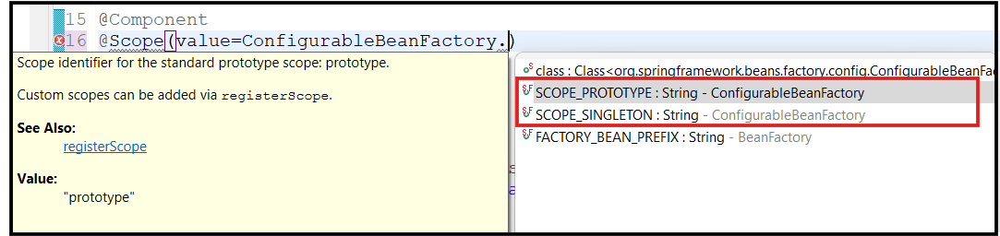 15 @Component
16 @Scope(value=ConfigurableBeanFactory.)
Scope identifier for the standard prototype scope: prototype.
Custom scopes can be added via registerScope.
See Also:
registerScope
Value:
"prototype"
class : Class<org.springframework.beans.factory.config.ConfigurableBeanFa
SCOPE_PROTOTYPE : String - ConfigurableBeanFactory
SCOPE_SINGLETON : String - ConfigurableBeanFactory
FACTORY_BEAN_PREFIX : String - BeanFactory